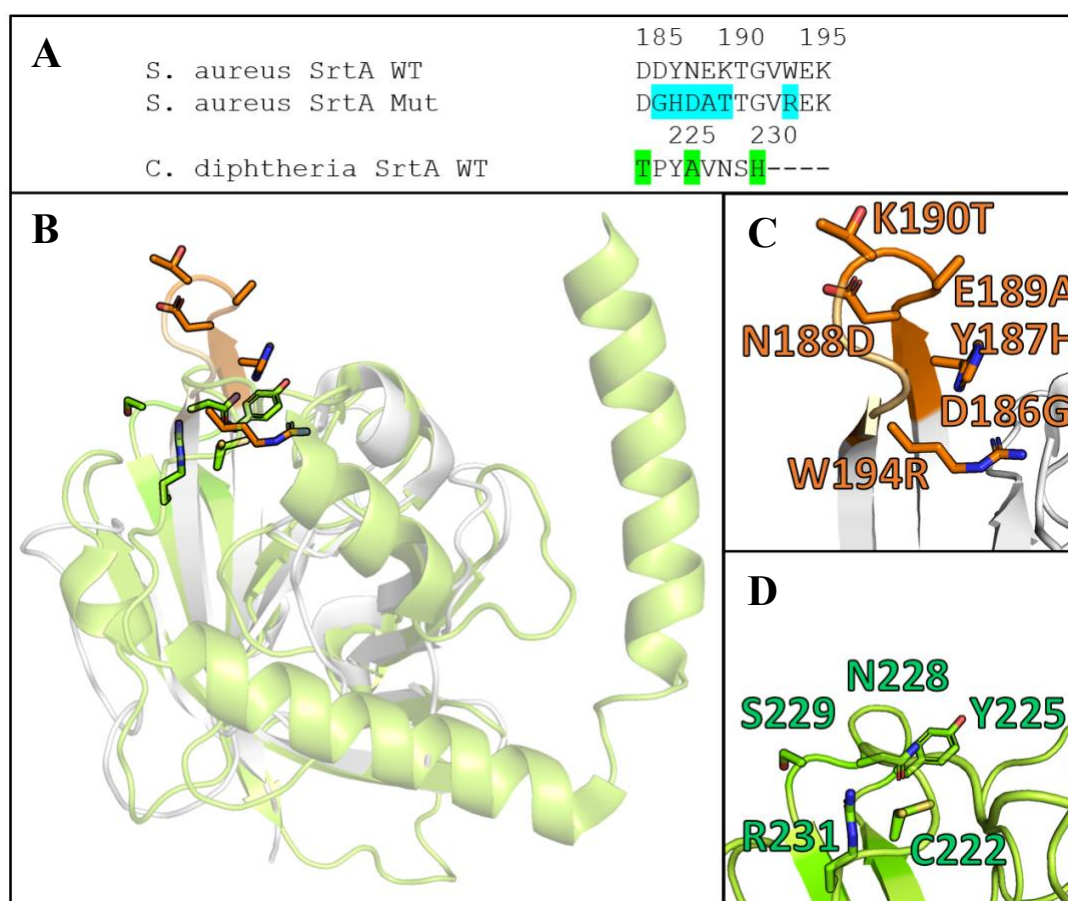 A
185 190 195
S. aureus SrtA WT DDYNEKTGVWEK
S. aureus SrtA Mut DGHDATTGVREK
225 230
C. diphtheria SrtA WT TPYAVNSH----
B
C
K190T
E189A
N188D Y187H
D186G
W194R
D
N228
S229 Y225
R231 C222